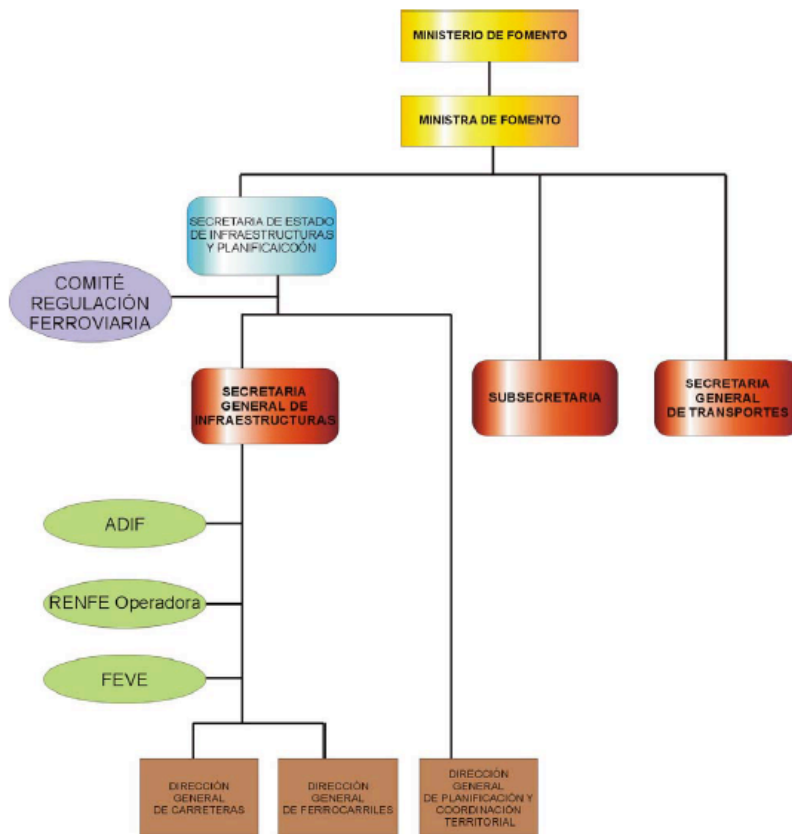 MINISTERIO DE FOMENTO
MINISTRA DE FOMENTO
SECRETARIA DE ESTADO
DE INFRAESTRUCTURAS
Y PLANIFICAICOÓN
COMITÉ
REGULACIÓN
FERROVIARIA
SECRETARIA
GENERAL DE
INFRAESTRUCTURAS
SUBSECRETARIA
SECRETARIA
GENERAL
DE TRANSPORTES
ADIF
RENFE Operadora
FEVE
DIRECCIÓN
GENERAL
DE CARRETERAS
DIRECCIÓN
GENERAL
DE FERROCARRILES
DIRECCIÓN
GENERAL
DE PLANIFICACIÓN Y
COORDINACIÓN
TERRITORIAL